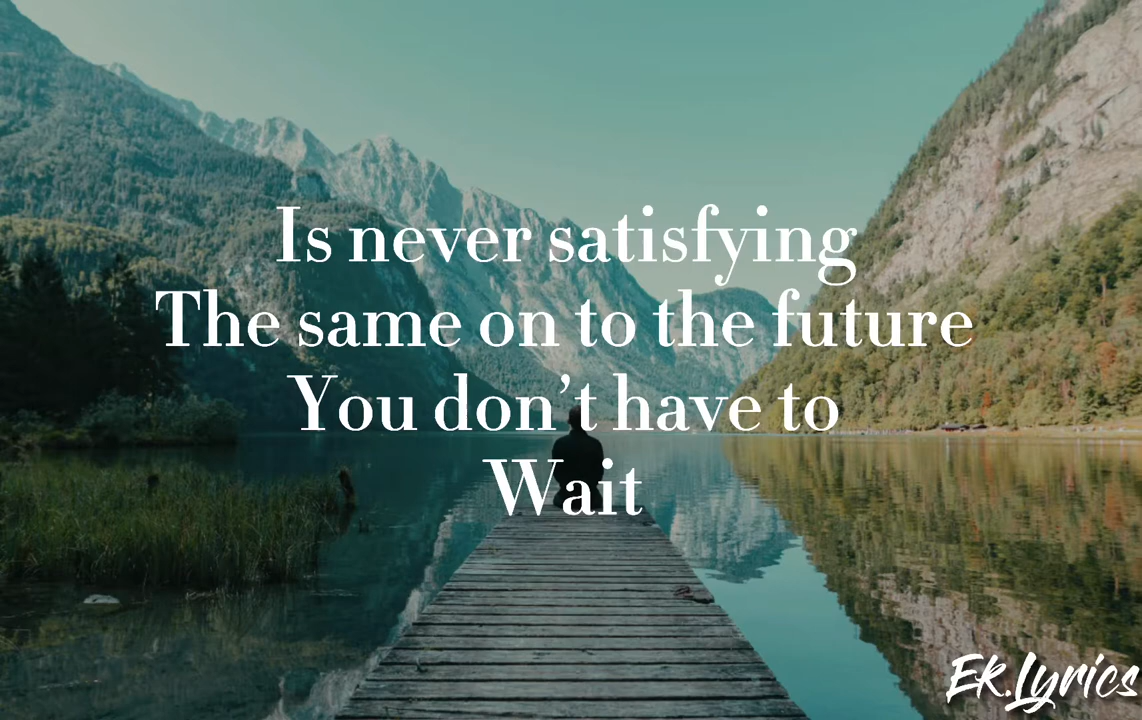 Is never satisfying
The same on to the future
You don't have to
Wait
Ek.Lyrics